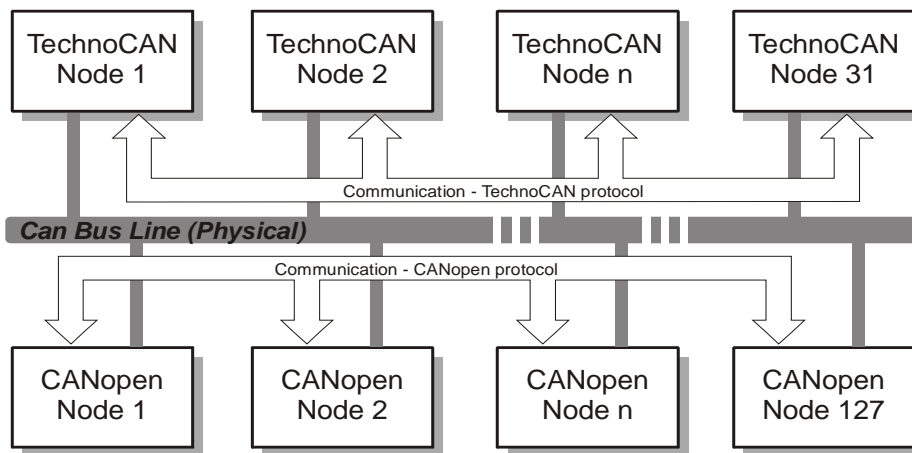 TechnoCAN
Node 1
TechnoCAN
Node 2
TechnoCAN
Node n
TechnoCAN
Node 31
Communication - TechnoCAN protocol
Can Bus Line (Physical)
Communication - CANopen protocol
CANopen
Node 1
CANopen
Node 2
CANopen
Node n
CANopen
Node 127